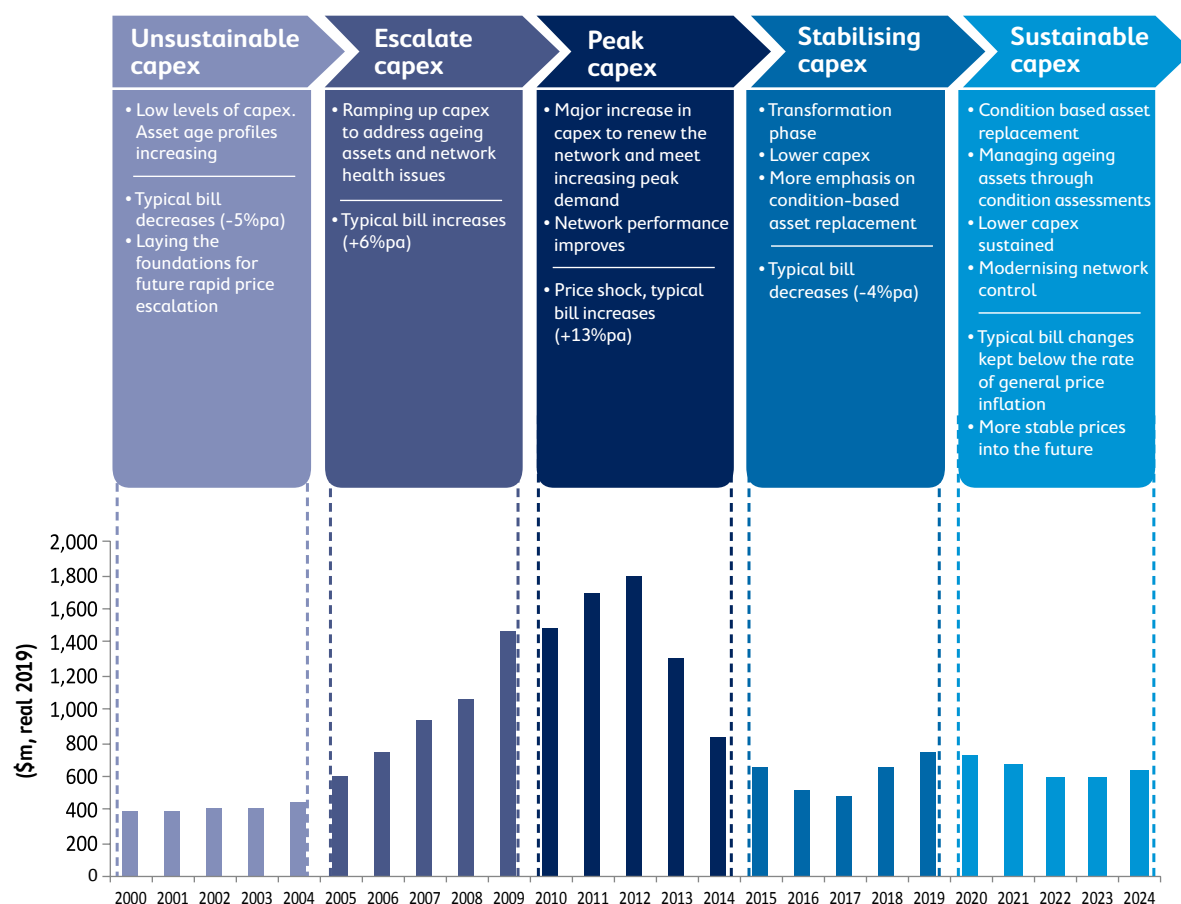 Unsustainable
capex
• Low levels of capex.
Asset age profiles
increasing
• Typical bill
decreases (-5%pa)
• Laying the
foundations for
future rapid price
escalation
Escalate
capex
• Ramping up capex
to address ageing
assets and network
health issues
• Typical bill increases
(+6%pa)
Peak
capex
• Major increase in
capex to renew the
network and meet
increasing peak
demand
• Network performance
improves
• Price shock, typical
bill increases
(+13%pa)
Stabilising
capex
• Transformation
phase
• Lower capex
• More emphasis on
condition-based
asset replacement
• Typical bill
decreases (-4%pa)
Sustainable
capex
• Condition based asset
replacement
• Managing ageing
assets through
condition assessments
• Lower capex
sustained
• Modernising network
control
• Typical bill changes
kept below the rate
of general price
inflation
• More stable prices
into the future
($m, real 2019)
2,000
1,800
1,600
1,400
1,200
1,000
800
600
400
200
0
2000 2001 2002 2003 2004 2005 2006 2007 2008 2009 2010 2011 2012 2013 2014 2015 2016 2017 2018 2019 2020 2021 2022 2023 2024